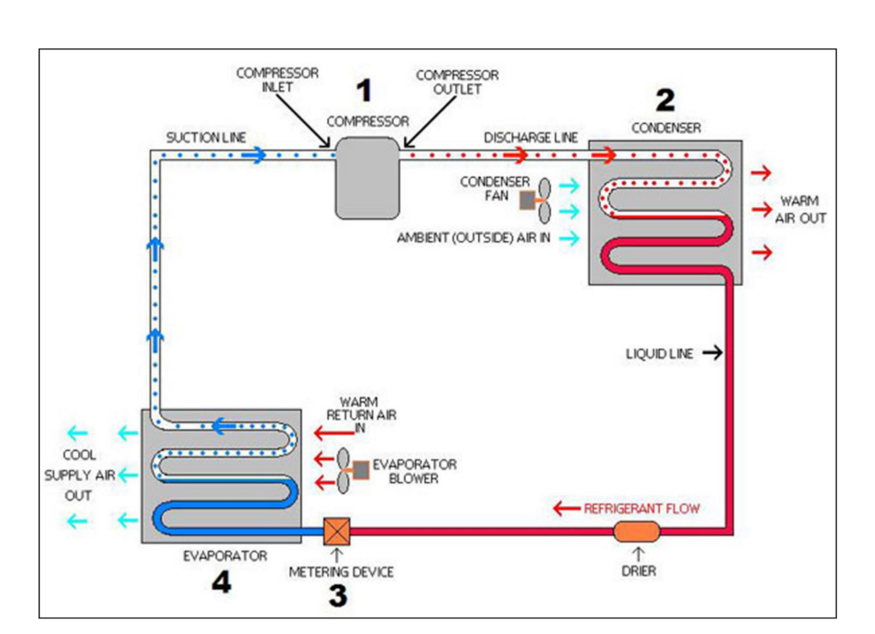 COMPRESSOR
INLET
1
COMPRESSOR
OUTLET
2
COMPRESSOR
CONDENSER
SUCTION LINE
DISCHARGE LINE
CONDENSER
FAN
WARM
AIR OUT
AMBIENT (OUTSIDE) AIR IN
LIQUID LINE
WARM
RETURN AIR
IN
COOL
SUPPLY AIR
OUT
EVAPORATOR
BLOWER
REFRIGERANT FLOW
EVAPORATOR
4
METERING DEVICE
3
DRIER